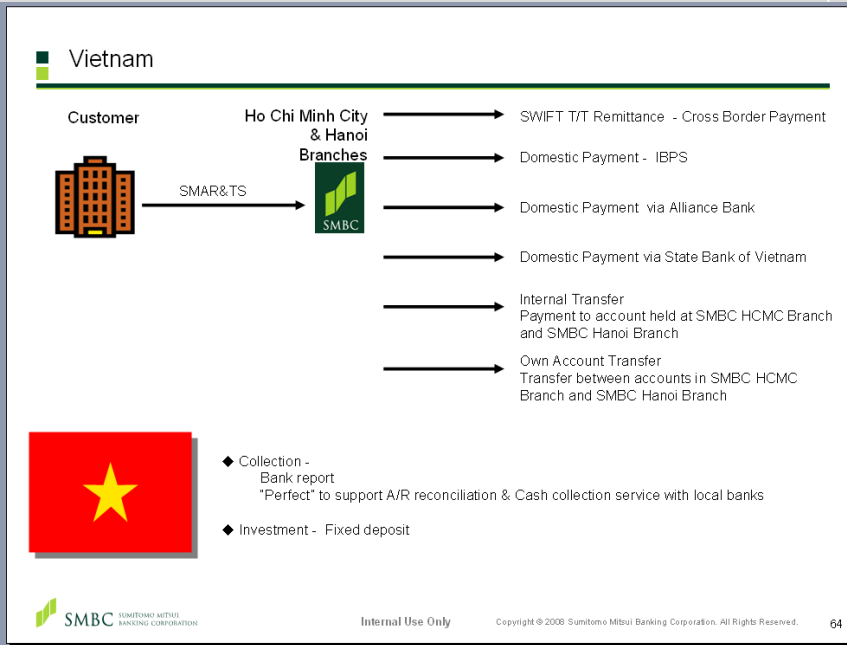 Vietnam
Customer
Ho Chi Minh City
& Hanoi
Branches
SMAR&TS
SMBC
SWIFT T/T Remittance - Cross Border Payment
Domestic Payment - IBPS
Domestic Payment via Alliance Bank
Domestic Payment via State Bank of Vietnam
Internal Transfer
Payment to account held at SMBC HCMC Branch
and SMBC Hanoi Branch
Own Account Transfer
Transfer between accounts in SMBC HCMC
Branch and SMBC Hanoi Branch
◆ Collection -
Bank report
"Perfect" to support A/R reconciliation & Cash collection service with local banks
◆ Investment - Fixed deposit
SMBC
SUMITOMO MITSUI
BANKING CORPORATION
Internal Use Only
Copyright © 2008 Sumitomo Mitsui Banking Corporation. All Rights Reserved.
64